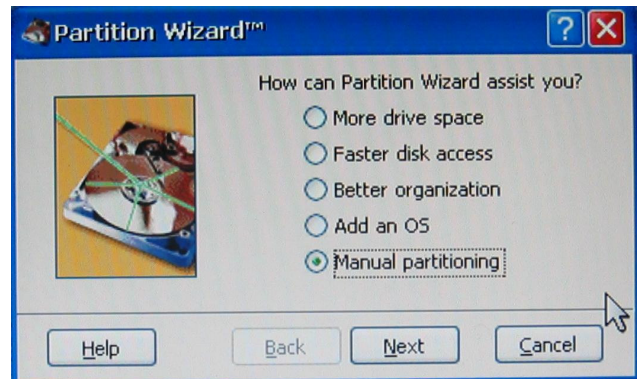 Partition Wizard™
How can Partition Wizard assist you?
More drive space
Faster disk access
Better organization
Add an OS
Manual partitioning
Help
Back
Next
Cancel